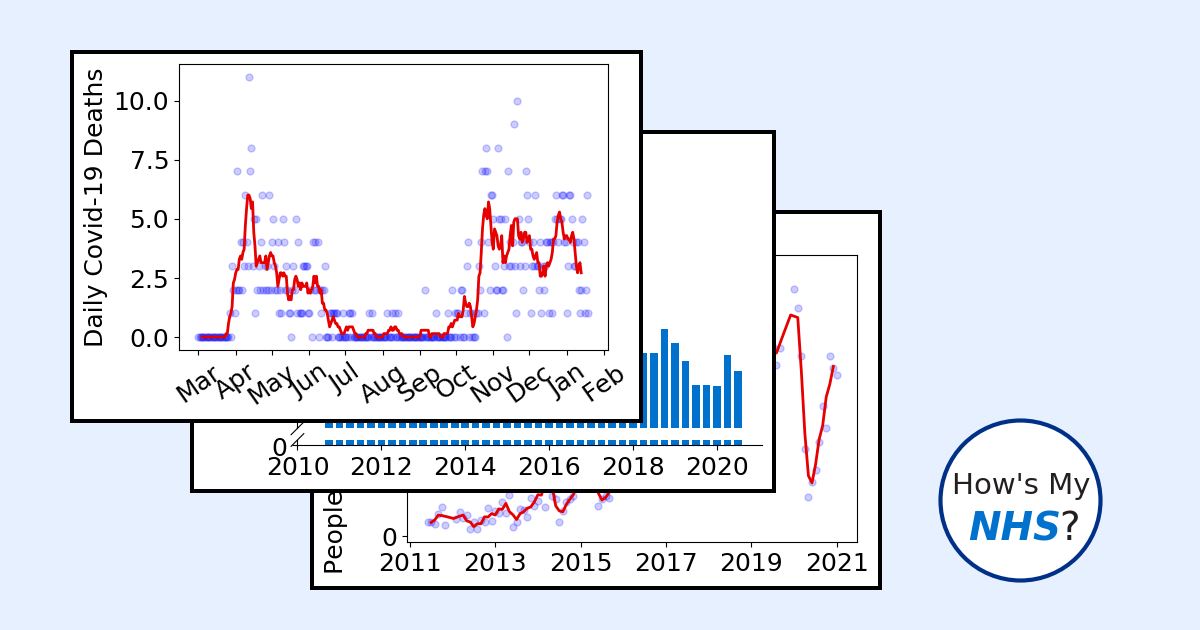 Daily Covid-19 Deaths
10.0
7.5
5.0
2.5
0.0
Mar Apr May Jun Jul Aug Sep Oct Nov Dec Jan Feb
0
2010 2012 2014 2016 2018 2020
People
0
2011 2013 2015 2017 2019 2021
How's My
NHS?